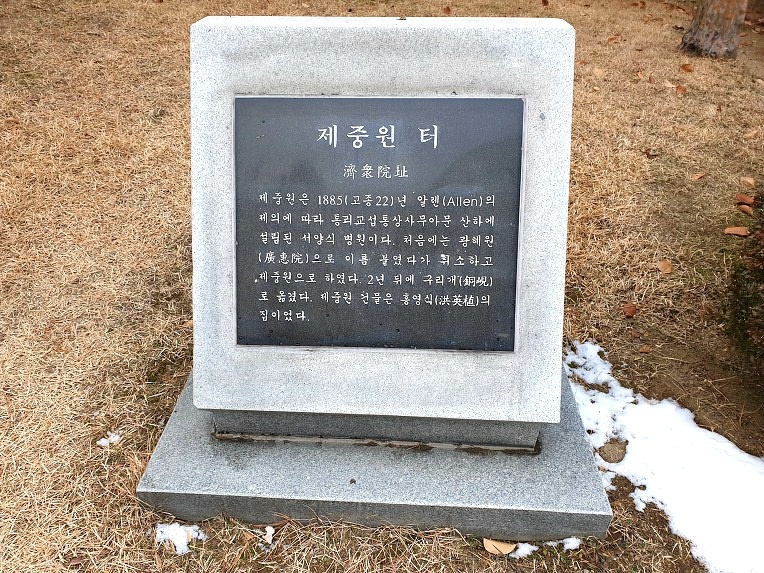 제중원 터
濟衆院址
제중원은 1885(고종22)년 알렌(Allen)의
제의에 따라 통리교섭통상사무아문 산하에
설립된 서양식 병원이다. 처음에는 광혜원
(廣惠院)으로 이름 붙였다가 취소하고
제중원으로 하였다. 2년 뒤에 구리개(銅峴)
로 옮겼다. 제중원 건물은 홍영식(洪英植)의
집이었다.